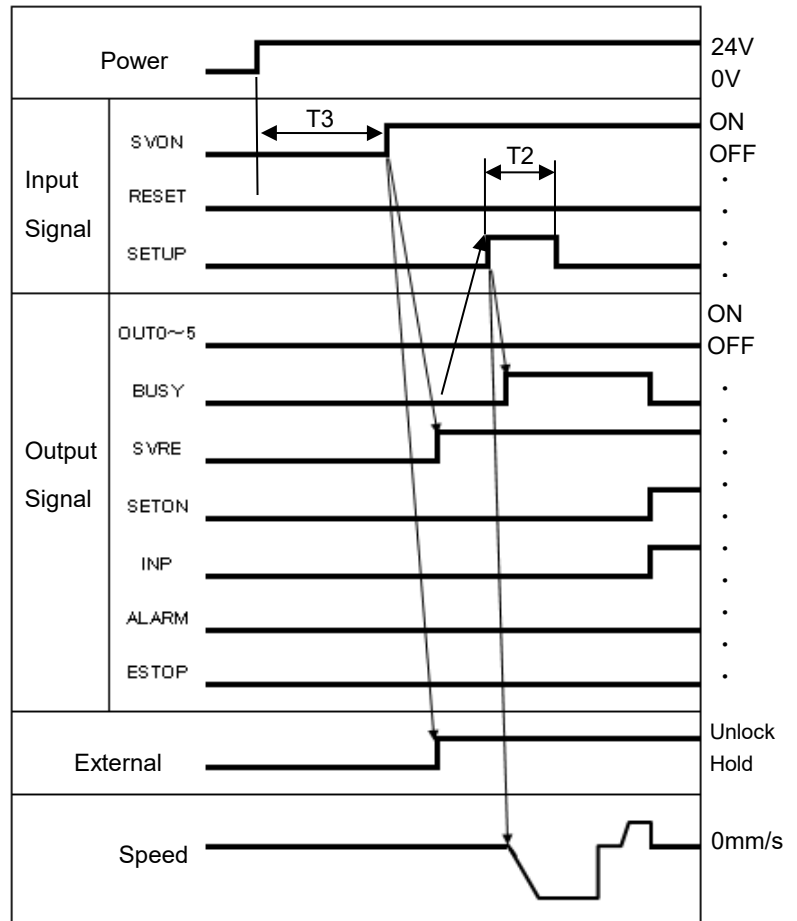 Power
24V
0V
Input
Signal
SVON
T3
ON
OFF
RESET
T2
SETUP
Output
Signal
OUT0～5
ON
OFF
BUSY
SVRE
SETON
INP
ALARM
ESTOP
External
Unlock
Hold
Speed
0mm/s